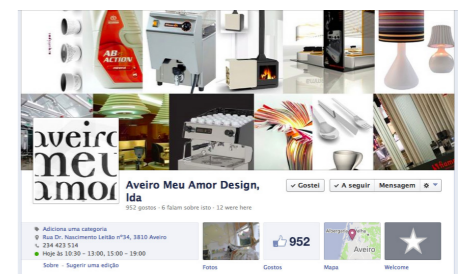 AB-
ACTION
aveiro
meu
amor
Aveiro Meu Amor Design,
lda
Gostei
A seguir
Mensagem
952 gostos · 6 falam sobre isto · 12 were here
Adiciona uma categoria
Rua Dr. Nascimento Leitão nº34, 3810 Aveiro
234 423 514
Hoje às 10:30 - 13:00, 15:00 - 19:00
Sobre - Sugerir uma edição
952
Aveiro
Fotos
Gostos
Mapa
Welcome